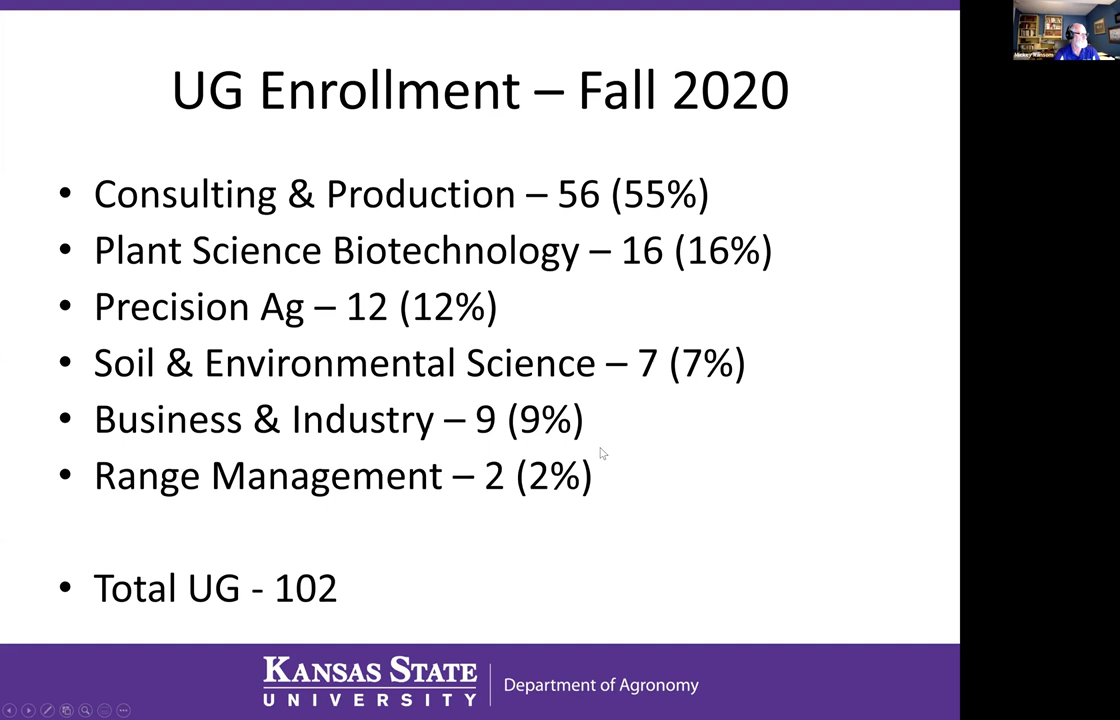 UG Enrollment – Fall 2020
• Consulting & Production – 56 (55%)
• Plant Science Biotechnology – 16 (16%)
• Precision Ag – 12 (12%)
• Soil & Environmental Science – 7 (7%)
• Business & Industry – 9 (9%)
• Range Management – 2 (2%)
• Total UG - 102
KANSAS STATE
UNIVERSITY
Department of Agronomy
Mickey Ransom